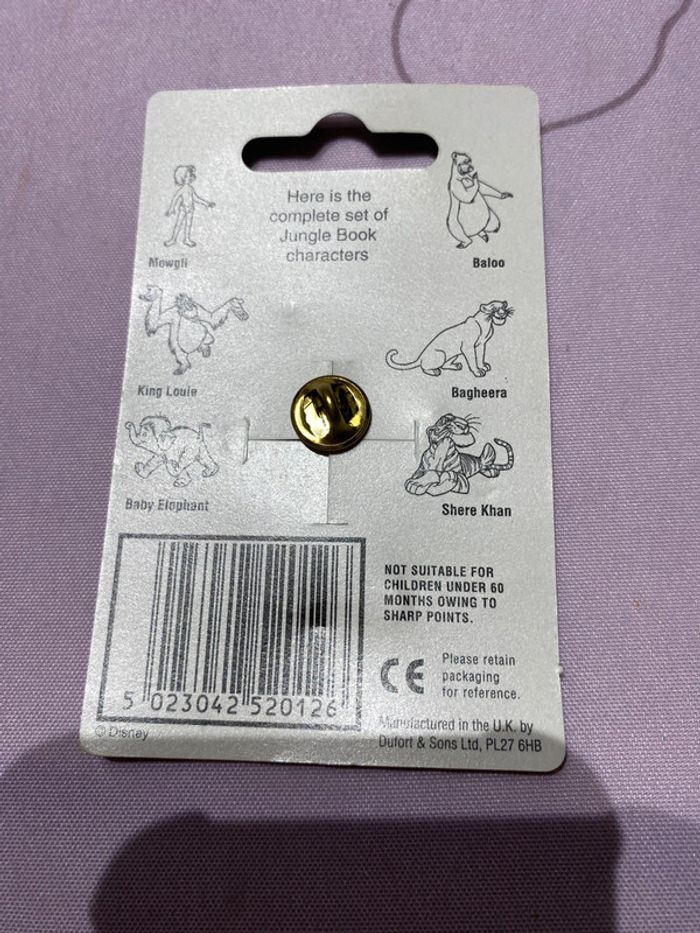 Here is the
complete set of
Jungle Book
characters
Mowgli
Baloo
King Louie
Bagheera
Baby Elephant
Shere Khan
NOT SUITABLE FOR
CHILDREN UNDER 60
MONTHS OWING TO
SHARP POINTS.
CE
Please retain
packaging
for reference.
5 023042 520126
© Disney
Manufactured in the U.K. by
Dufort & Sons Ltd, PL27 6HB